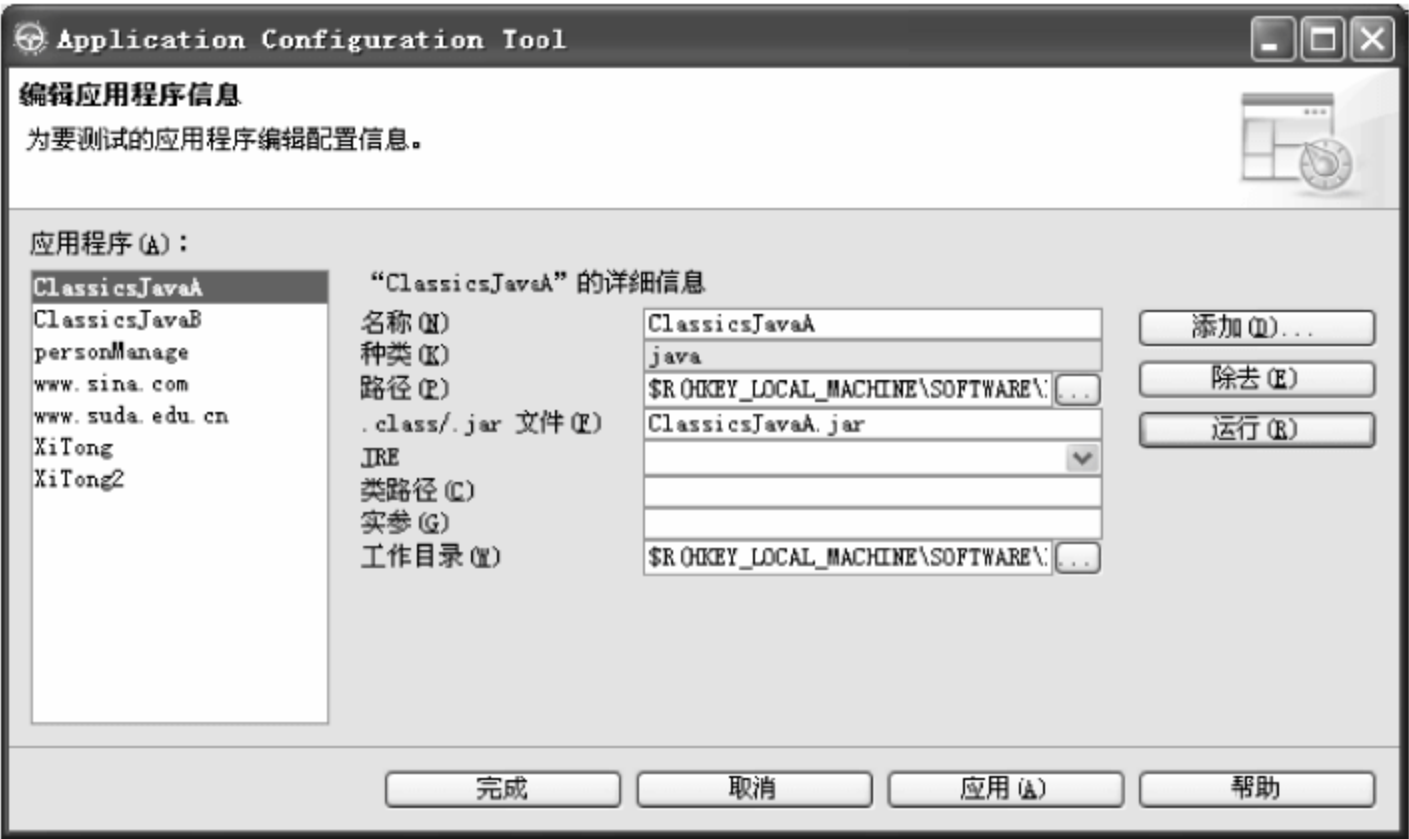 Application Configuration Tool
编辑应用程序信息
为要测试的应用程序编辑配置信息。
应用程序(A)：
ClassicsJavaA
ClassicsJavaB
personManage
www.sina.com
www.suda.edu.cn
XiTong
XiTong2
“ClassicsJavaA”的详细信息
名称(N) ClassicsJavaA
种类(K) java
路径(P) $R(HKEY_LOCAL_MACHINE\SOFTWARE\ ...
.class/.jar 文件(F) ClassicsJavaA.jar
JRE
类路径(C)
实参(G)
工作目录(W) $R(HKEY_LOCAL_MACHINE\SOFTWARE\ ...
添加(D)...
除去(E)
运行(R)
完成 取消 应用(A) 帮助